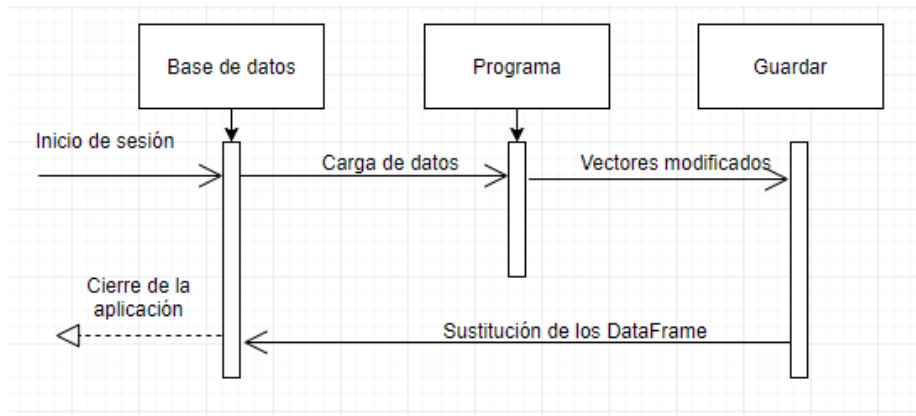 Base de datos
Programa
Guardar
Inicio de sesión
Carga de datos
Vectores modificados
Cierre de la
aplicación
Sustitución de los DataFrame